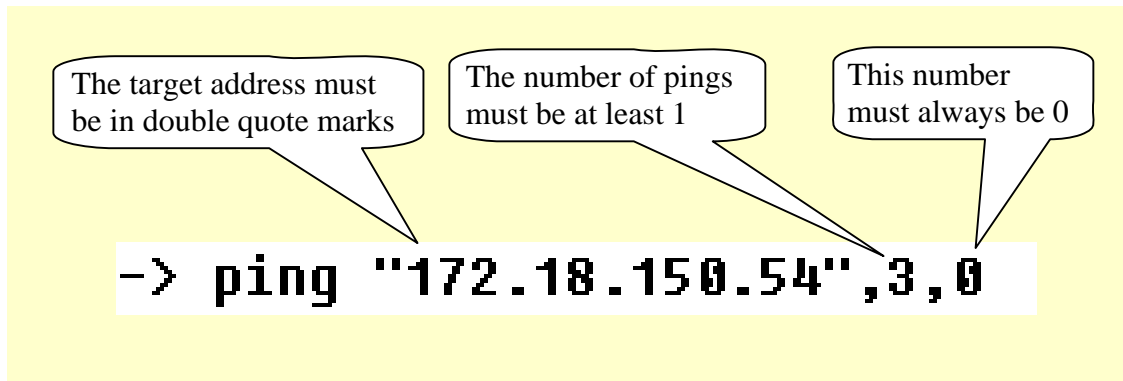 The target address must
be in double quote marks
The number of pings
must be at least 1
This number
must always be 0
-> ping "172.18.150.54",3,0